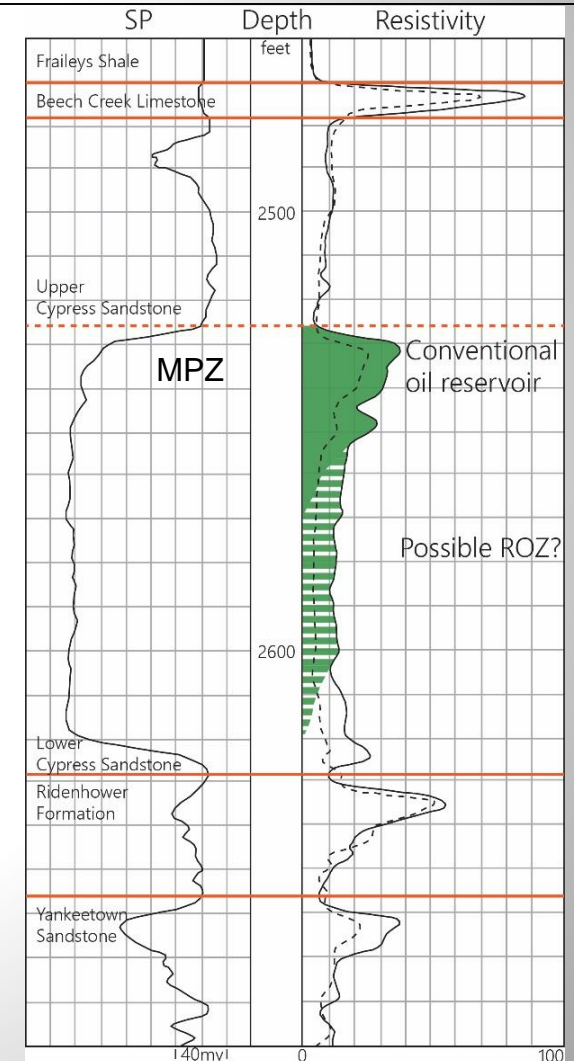 SP Depth Resistivity
feet
Fraileys Shale
Beech Creek Limestone
2500
Upper
Cypress Sandstone
MPZ
Conventional
oil reservoir
Possible ROZ?
2600
Lower
Cypress Sandstone
Ridenhower
Formation
Yankeetown
Sandstone
0 100